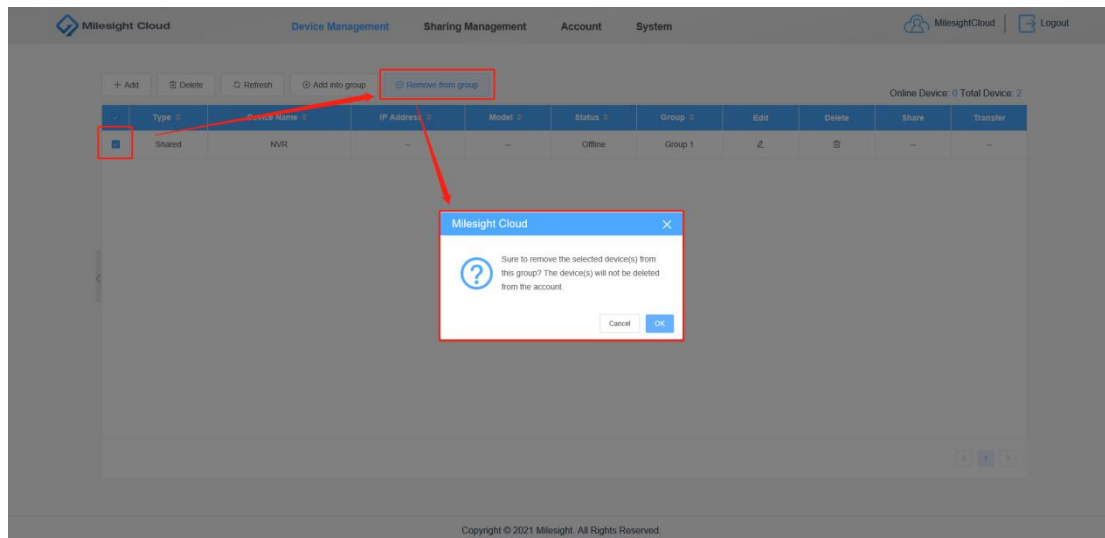 Milesight Cloud
Device Management
Sharing Management
Account
System
MilesightCloud
Logout
Add
Delete
Refresh
Add into group
Remove from group
Online Device: 0 Total Device: 2
Type
Device Name
IP Address
Model
Status
Group
Edit
Delete
Share
Transfer
Shared
NVR
--
--
Offline
Group 1
--
--
Milesight Cloud
Sure to remove the selected device(s) from
this group? The device(s) will not be deleted
from the account.
Cancel
OK
1
Copyright © 2021 Milesight. All Rights Reserved.